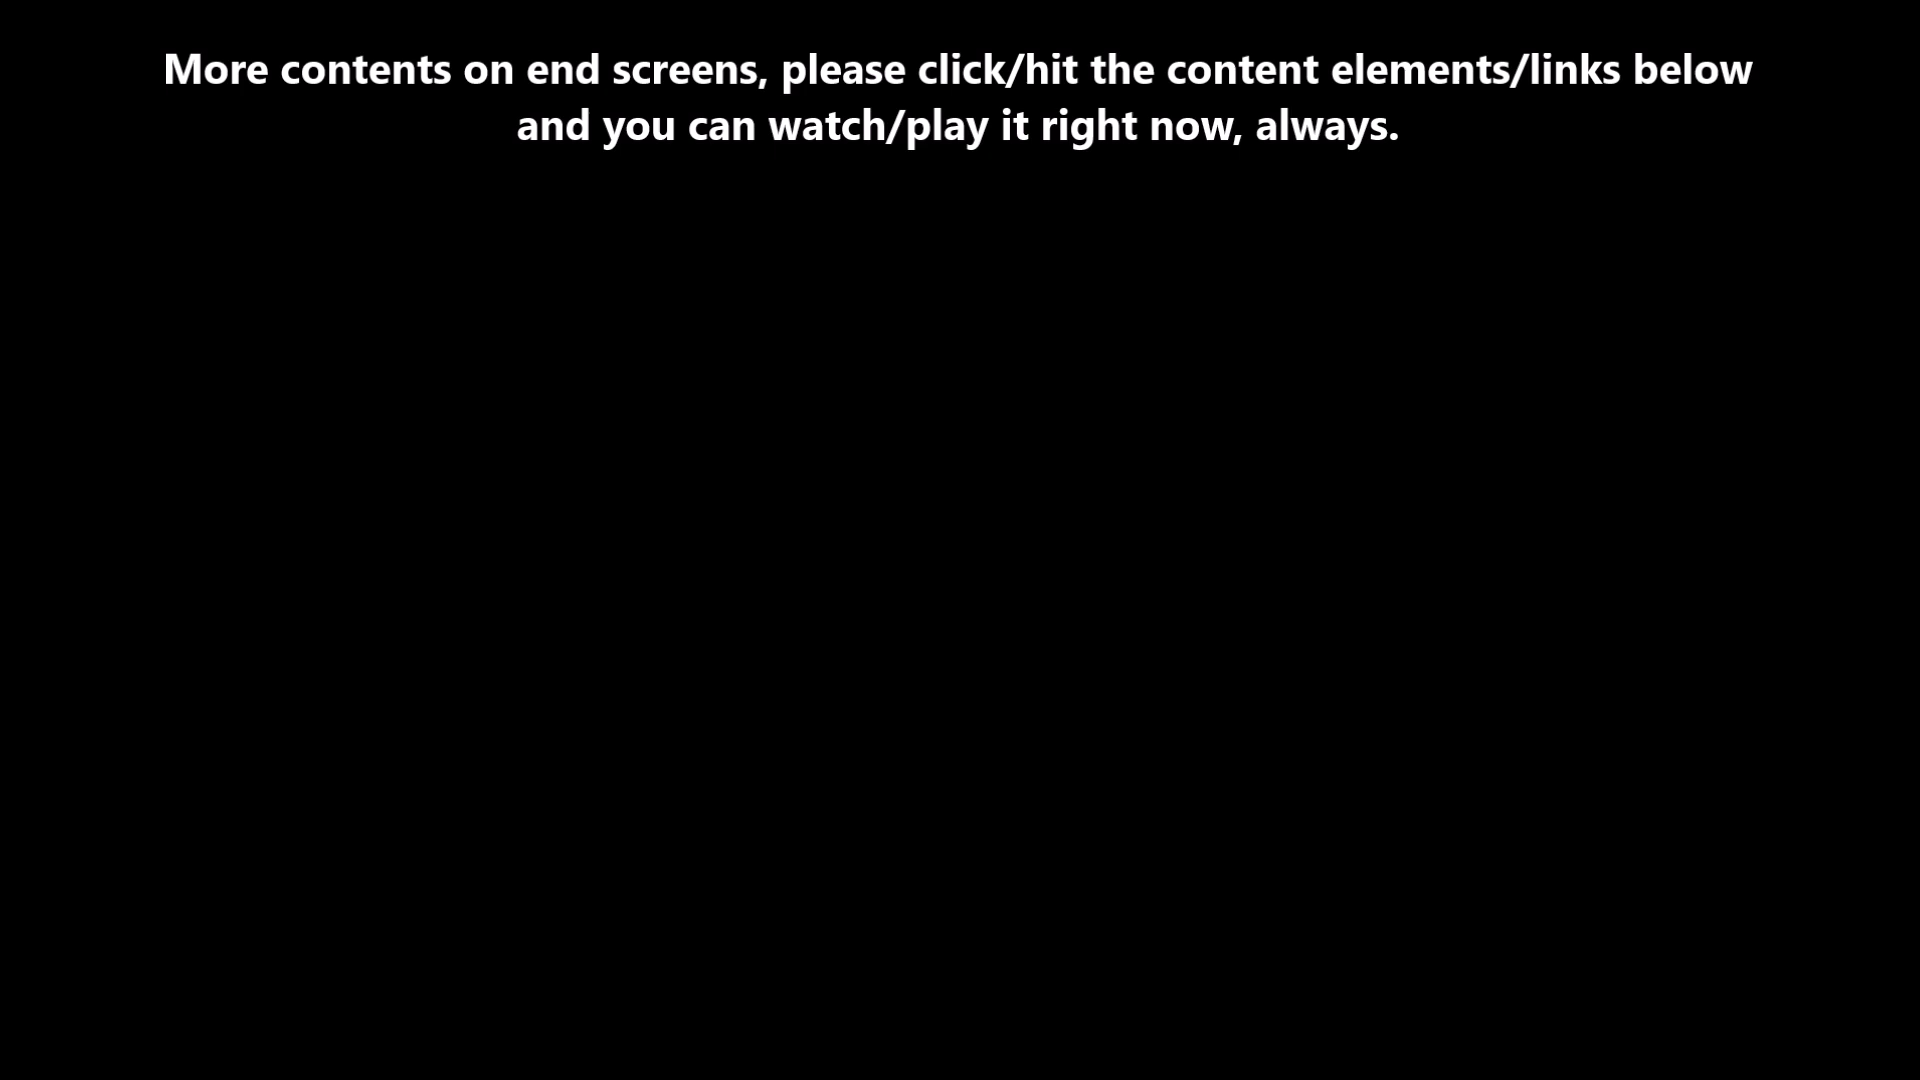 More contents on end screens, please click/hit the content elements/links below
and you can watch/play it right now, always.